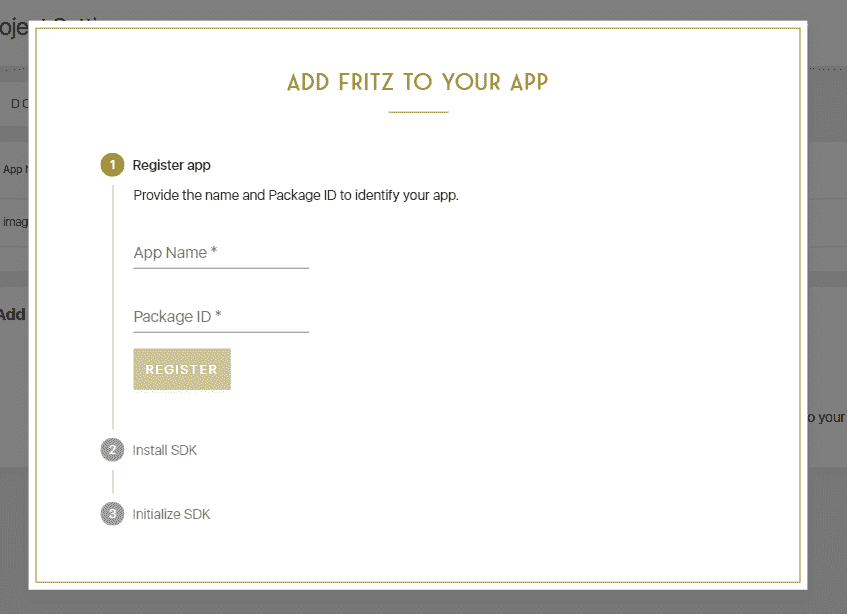 ADD FRITZ TO YOUR APP
1 Register app
Provide the name and Package ID to identify your app.
App Name *
Package ID *
REGISTER
2 Install SDK
3 Initialize SDK
oje
DO
App N
imag
Add
o your